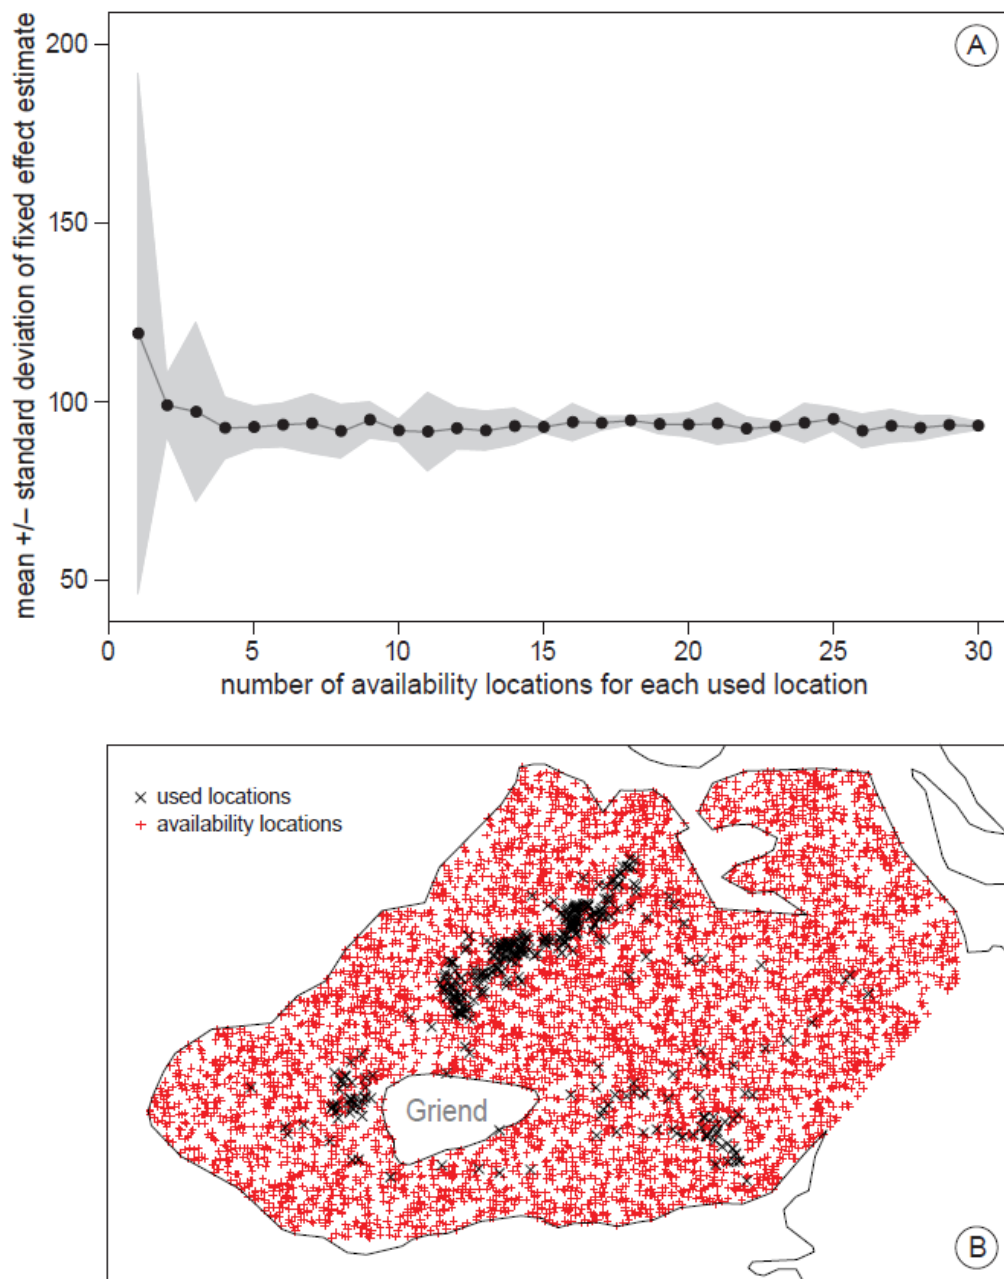 A
mean +/– standard deviation of fixed effect estimate
200
150
100
50
0 5 10 15 20 25 30
number of availability locations for each used location
× used locations
+ availability locations
Griend
B